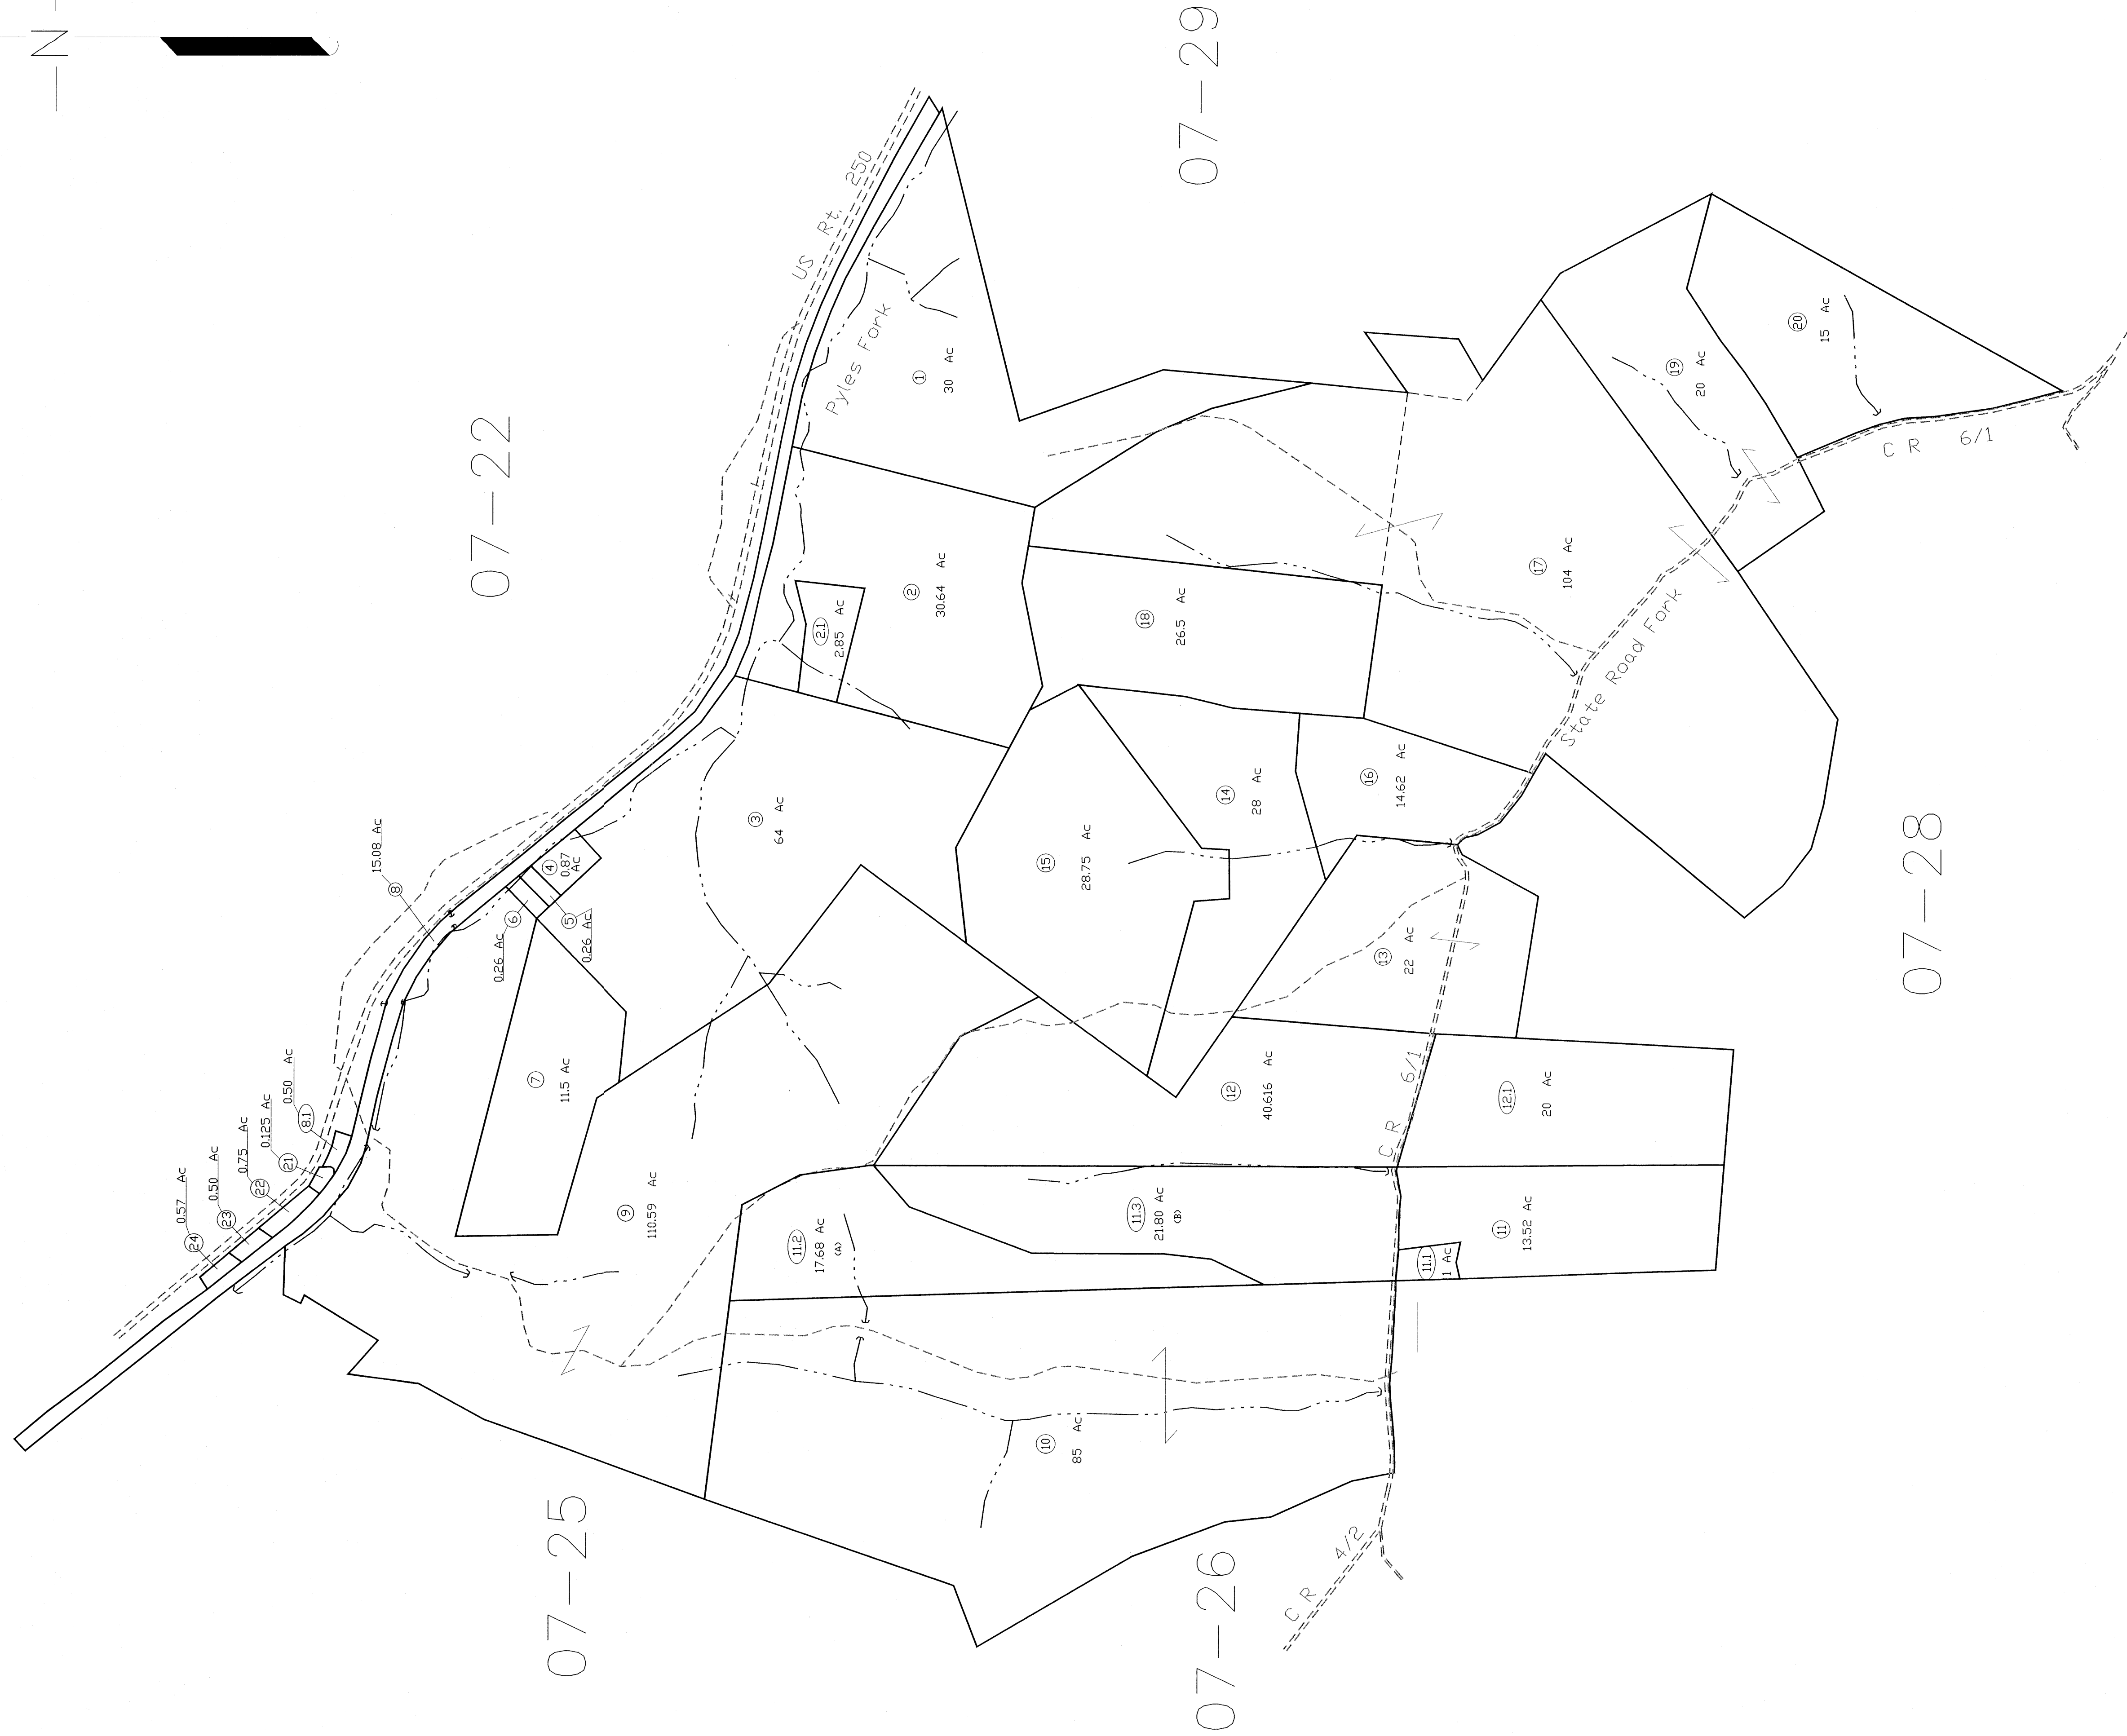 N
07-29
07-22
US Rt. 250
Pyles Fork
1
30 Ac
2
30.64 Ac
2.1
2.85 Ac
3
64 Ac
4
0.87
Ac
5
0.26 Ac
6
0.26 Ac
7
11.5 Ac
8
15.08 Ac
8.1
0.50 Ac
21
0.125 Ac
22
0.75 Ac
23
0.50 Ac
24
0.57 Ac
9
110.59 Ac
10
85 Ac
11
13.52 Ac
11.1
1 Ac
11.2
17.68 Ac
(A)
11.3
21.80 Ac
(B)
12
40.616 Ac
12.1
20 Ac
13
22 Ac
14
28 Ac
15
28.75 Ac
16
14.62 Ac
17
104 Ac
18
26.5 Ac
19
20 Ac
20
15 Ac
CR 6/1
State Road Fork
CR 6/1
CR 4/2
07-25
07-26
07-28